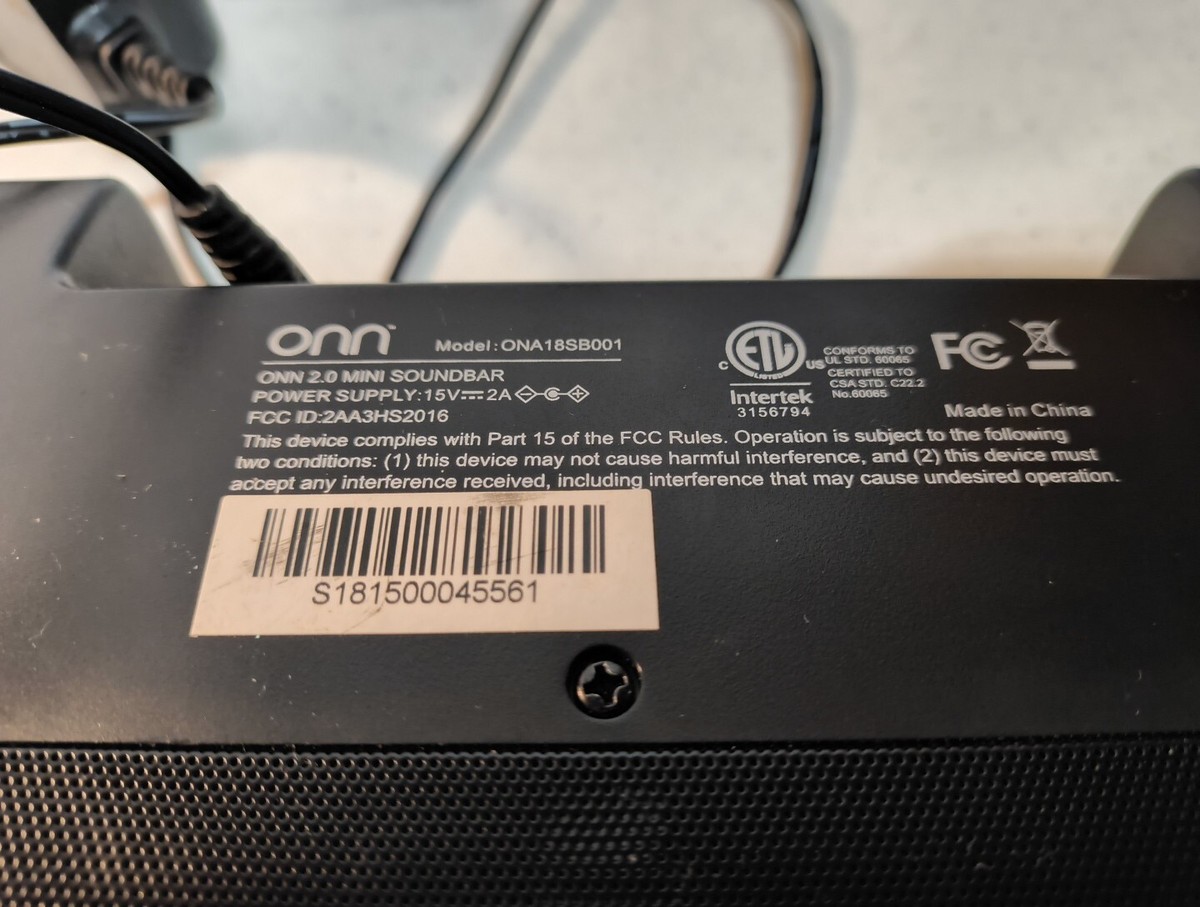 onn™ Model:ONA18SB001
ONN 2.0 MINI SOUNDBAR
POWER SUPPLY:15V⎓2A
FCC ID:2AA3HS2016
This device complies with Part 15 of the FCC Rules. Operation is subject to the following
two conditions: (1) this device may not cause harmful interference, and (2) this device must
accept any interference received, including interference that may cause undesired operation.
ETL
LISTED
C US
Intertek
3156794
CONFORMS TO
UL STD. 60065
CERTIFIED TO
CSA STD. C22.2
No.60065
FC
Made in China
S181500045561